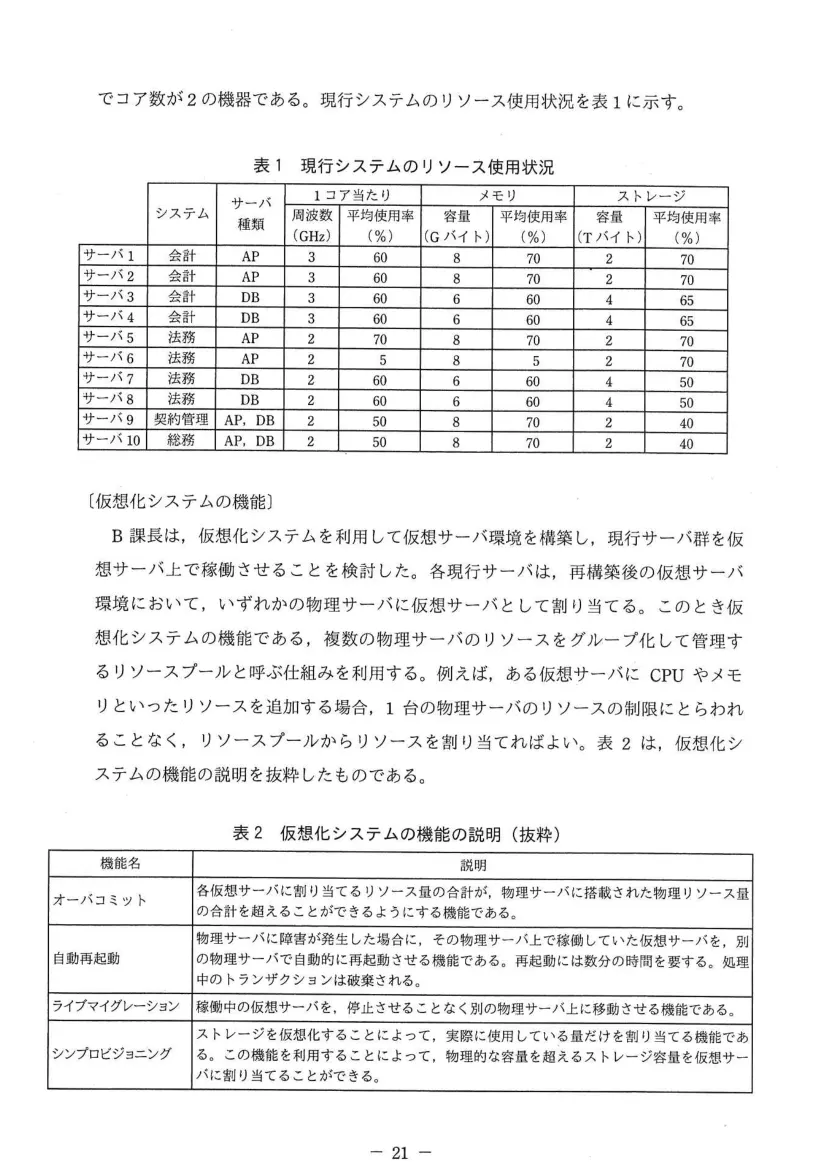 でコア数が 2 の機器である。現行システムのリソース使用状況を表 1 に示す。
表 1　現行システムのリソース使用状況
システム　サーバ種類　1 コア当たり　メモリ　ストレージ
周波数(GHz)　平均使用率(%)　容量(G バイト)　平均使用率(%)　容量(T バイト)　平均使用率(%)
サーバ 1　会計　AP　3　60　8　70　2　70
サーバ 2　会計　AP　3　60　8　70　2　70
サーバ 3　会計　DB　3　60　6　60　4　65
サーバ 4　会計　DB　3　60　6　60　4　65
サーバ 5　法務　AP　2　70　8　70　2　70
サーバ 6　法務　AP　2　5　8　5　2　70
サーバ 7　法務　DB　2　60　6　60　4　50
サーバ 8　法務　DB　2　60　6　60　4　50
サーバ 9　契約管理　AP，DB　2　50　8　70　2　40
サーバ 10　総務　AP，DB　2　50　8　70　2　40
〔仮想化システムの機能〕
B 課長は，仮想化システムを利用して仮想サーバ環境を構築し，現行サーバ群を仮
想サーバ上で稼働させることを検討した。各現行サーバは，再構築後の仮想サーバ
環境において，いずれかの物理サーバに仮想サーバとして割り当てる。このとき仮
想化システムの機能である，複数の物理サーバのリソースをグループ化して管理す
るリソースプールと呼ぶ仕組みを利用する。例えば，ある仮想サーバに CPU やメモ
リといったリソースを追加する場合，1 台の物理サーバのリソースの制限にとらわれ
ることなく，リソースプールからリソースを割り当てればよい。表 2 は，仮想化シ
ステムの機能の説明を抜粋したものである。
表 2　仮想化システムの機能の説明（抜粋）
機能名　説明
オーバコミット　各仮想サーバに割り当てるリソース量の合計が，物理サーバに搭載された物理リソース量
の合計を超えることができるようにする機能である。
自動再起動　物理サーバに障害が発生した場合に，その物理サーバ上で稼働していた仮想サーバを，別
の物理サーバで自動的に再起動させる機能である。再起動には数分の時間を要する。処理
中のトランザクションは破棄される。
ライブマイグレーション　稼働中の仮想サーバを，停止させることなく別の物理サーバ上に移動させる機能である。
シンプロビジョニング　ストレージを仮想化することによって，実際に使用している量だけを割り当てる機能であ
る。この機能を利用することによって，物理的な容量を超えるストレージ容量を仮想サー
バに割り当てることができる。
－ 21 －